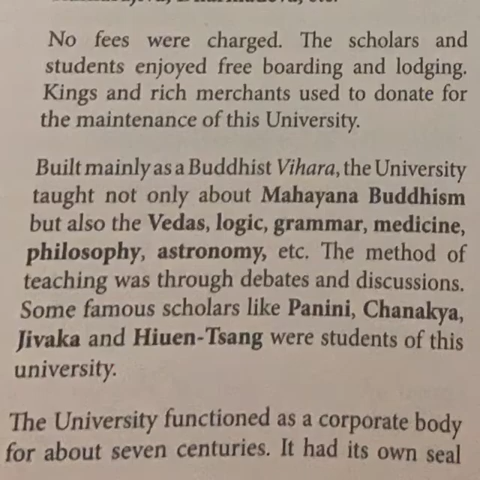 No fees were charged. The scholars and
students enjoyed free boarding and lodging.
Kings and rich merchants used to donate for
the maintenance of this University.
Built mainly as a Buddhist Vihara, the University
taught not only about Mahayana Buddhism
but also the Vedas, logic, grammar, medicine,
philosophy, astronomy, etc. The method of
teaching was through debates and discussions.
Some famous scholars like Panini, Chanakya,
Jivaka and Hiuen-Tsang were students of this
university.
The University functioned as a corporate body
for about seven centuries. It had its own seal